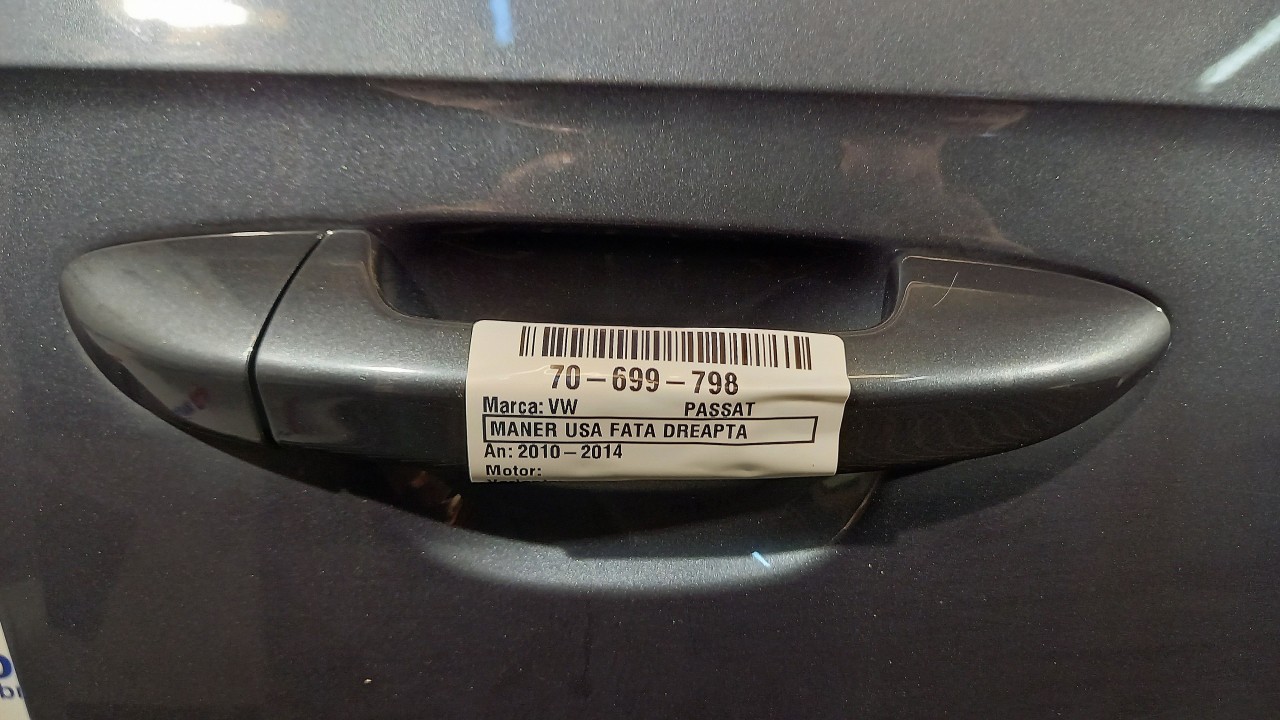 70-699-798
Marca: VW PASSAT
MANER USA FATA DREAPTA
An: 2010-2014
Motor: